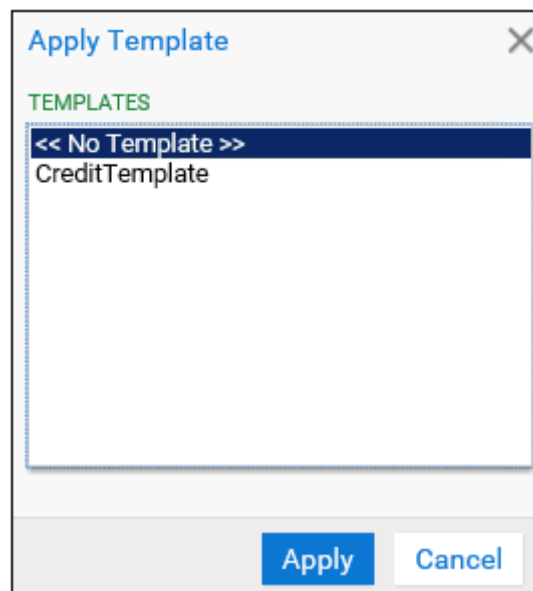 Apply Template
TEMPLATES
<< No Template >>
CreditTemplate
Apply Cancel